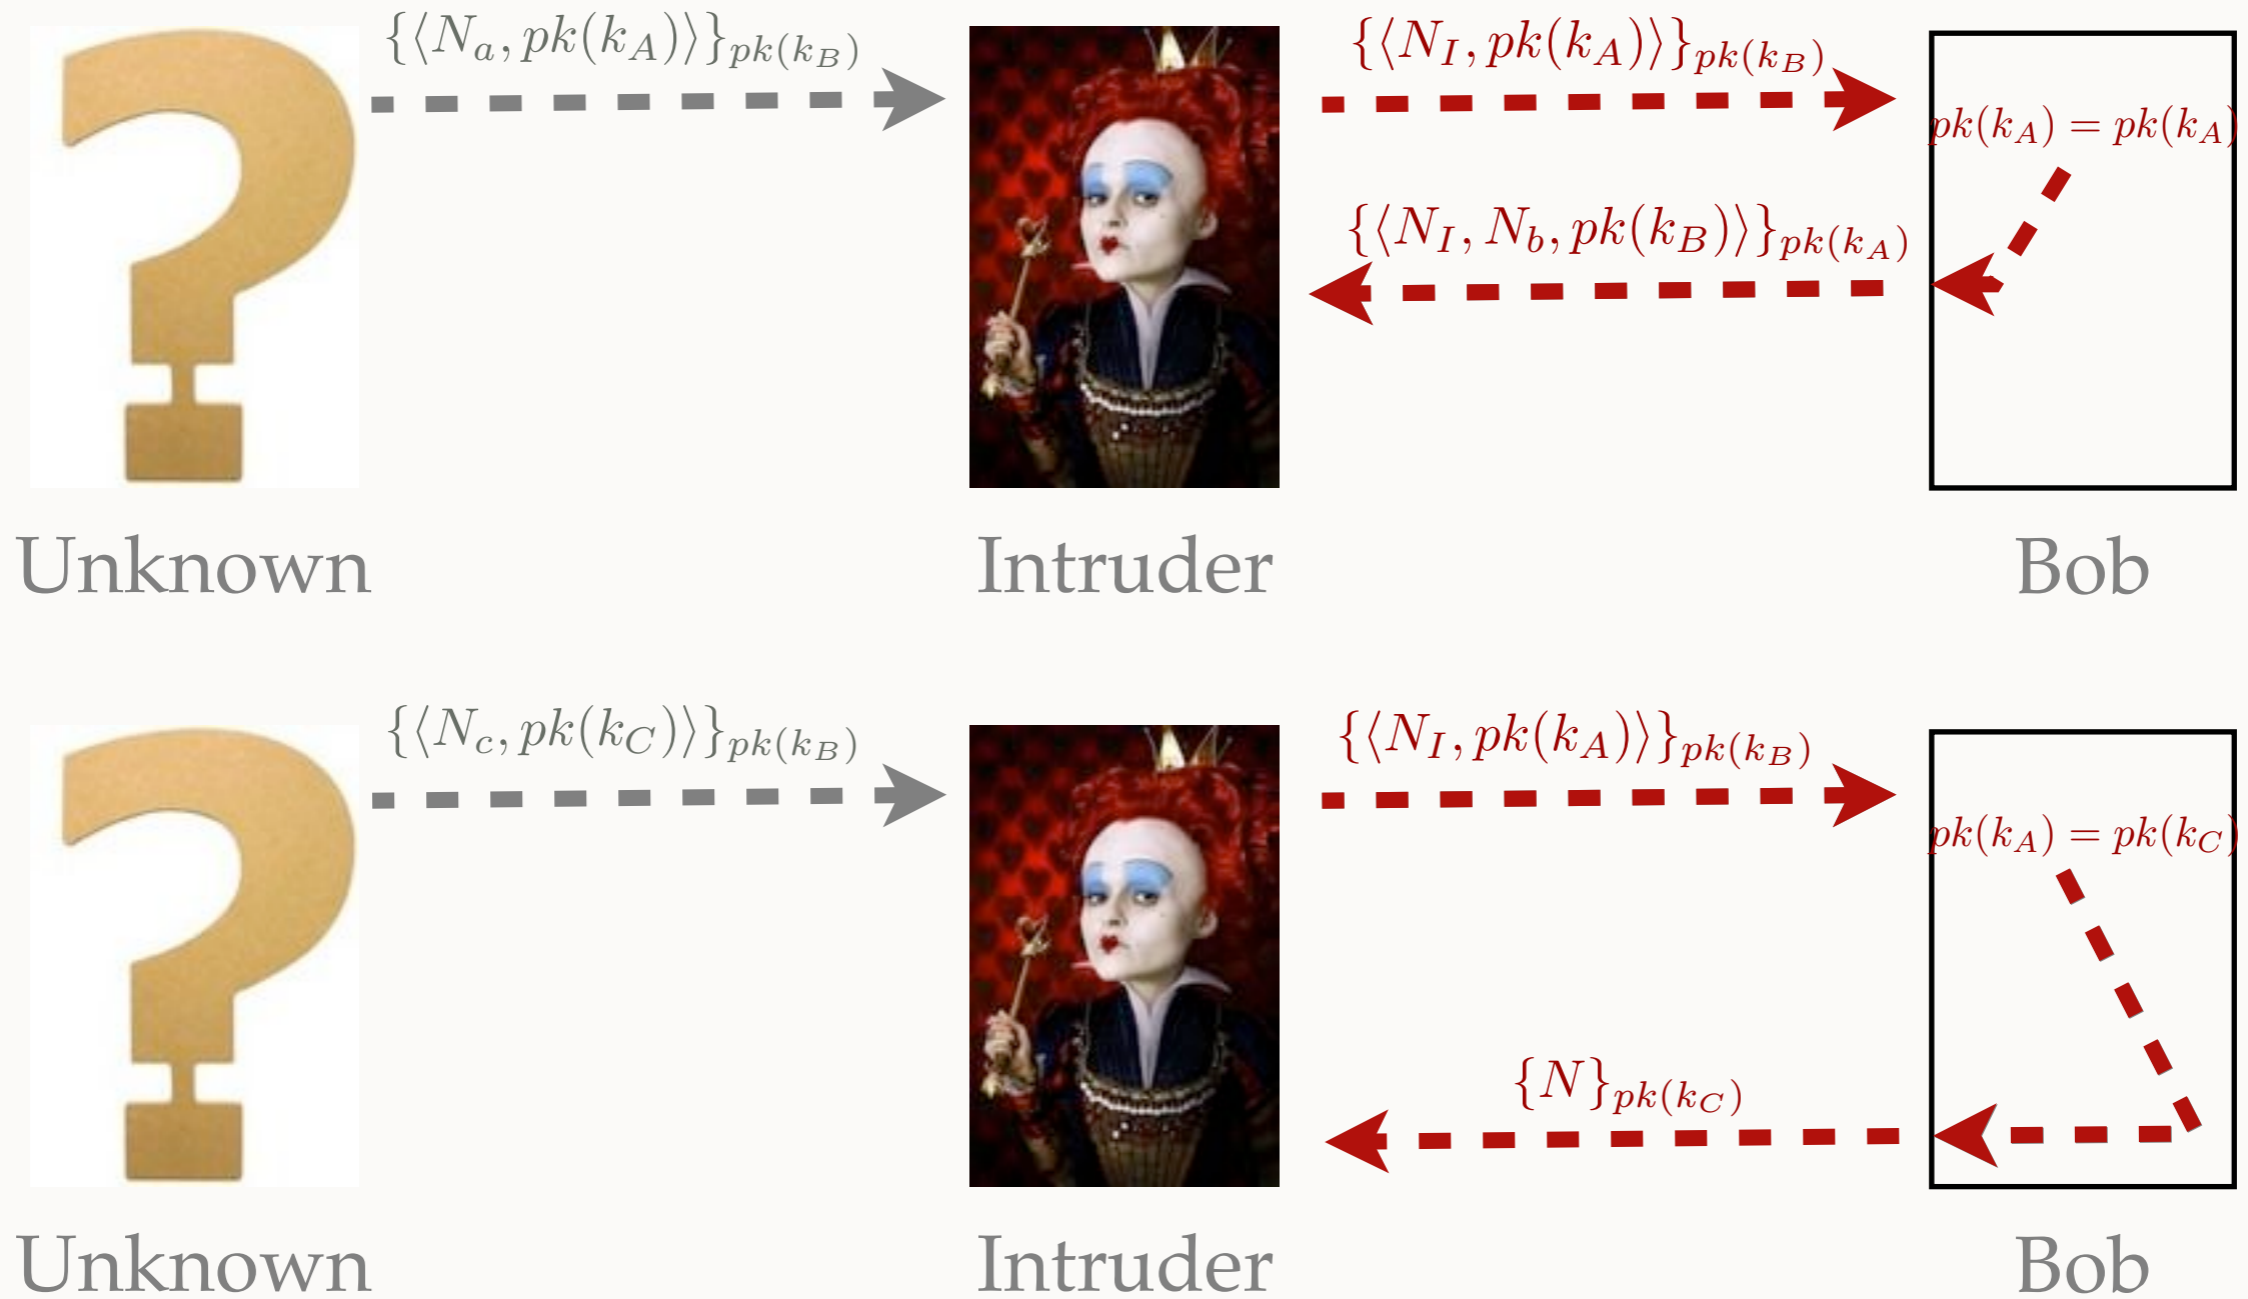 {⟨N_a, pk(k_A)⟩}_{pk(k_B)}
{⟨N_I, pk(k_A)⟩}_{pk(k_B)}
pk(k_A) = pk(k_A)
{⟨N_I, N_b, pk(k_B)⟩}_{pk(k_A)}
Unknown
Intruder
Bob
{⟨N_c, pk(k_C)⟩}_{pk(k_B)}
{⟨N_I, pk(k_A)⟩}_{pk(k_B)}
pk(k_A) = pk(k_C)
{N}_{pk(k_C)}
Unknown
Intruder
Bob